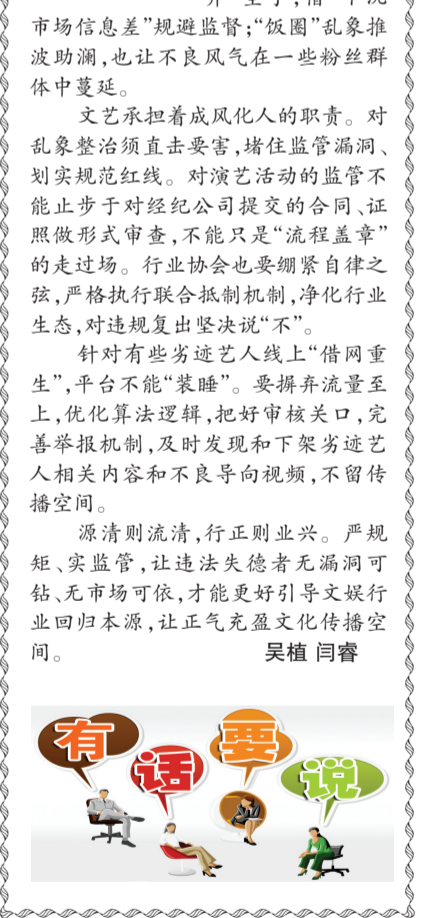 市场信息差”规避监督;“饭圈”乱象推
波助澜,也让不良风气在一些粉丝群
体中蔓延。
文艺承担着成风化人的职责。对
乱象整治须直击要害,堵住监管漏洞、
划实规范红线。对演艺活动的监管不
能止步于对经纪公司提交的合同、证
照做形式审查,不能只是“流程盖章”
的走过场。行业协会也要绷紧自律之
弦,严格执行联合抵制机制,净化行业
生态,对违规复出坚决说“不”。
针对有些劣迹艺人线上“借网重
生”,平台不能“装睡”。要摒弃流量至
上,优化算法逻辑,把好审核关口,完
善举报机制,及时发现和下架劣迹艺
人相关内容和不良导向视频,不留传
播空间。
源清则流清,行正则业兴。严规
矩、实监管,让违法失德者无漏洞可
钻、无市场可依,才能更好引导文娱行
业回归本源,让正气充盈文化传播空
间。 吴植 闫睿
有话要说